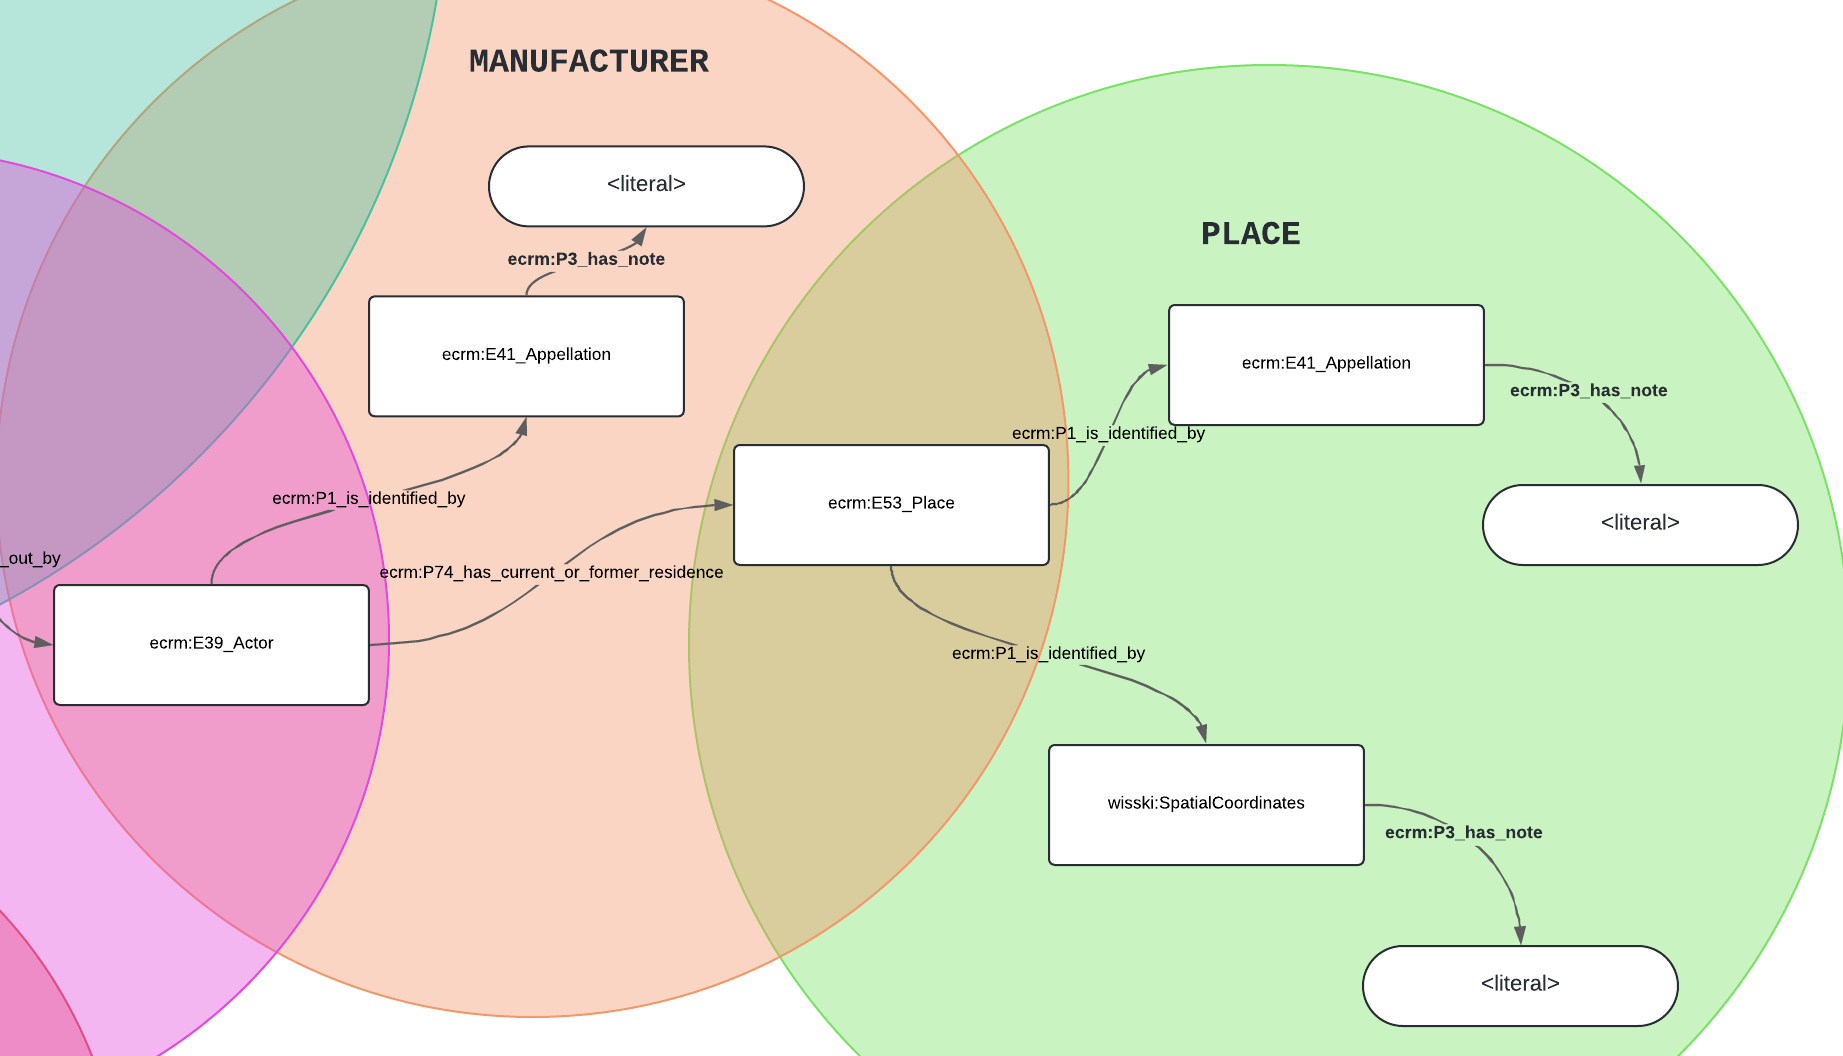 MANUFACTURER
<literal>
ecrm:P3_has_note
ecrm:E41_Appellation
ecrm:P1_is_identified_by
_out_by
ecrm:E39_Actor
ecrm:P74_has_current_or_former_residence
PLACE
ecrm:E53_Place
ecrm:P1_is_identified_by
ecrm:E41_Appellation
ecrm:P3_has_note
<literal>
ecrm:P1_is_identified_by
wisski:SpatialCoordinates
ecrm:P3_has_note
<literal>